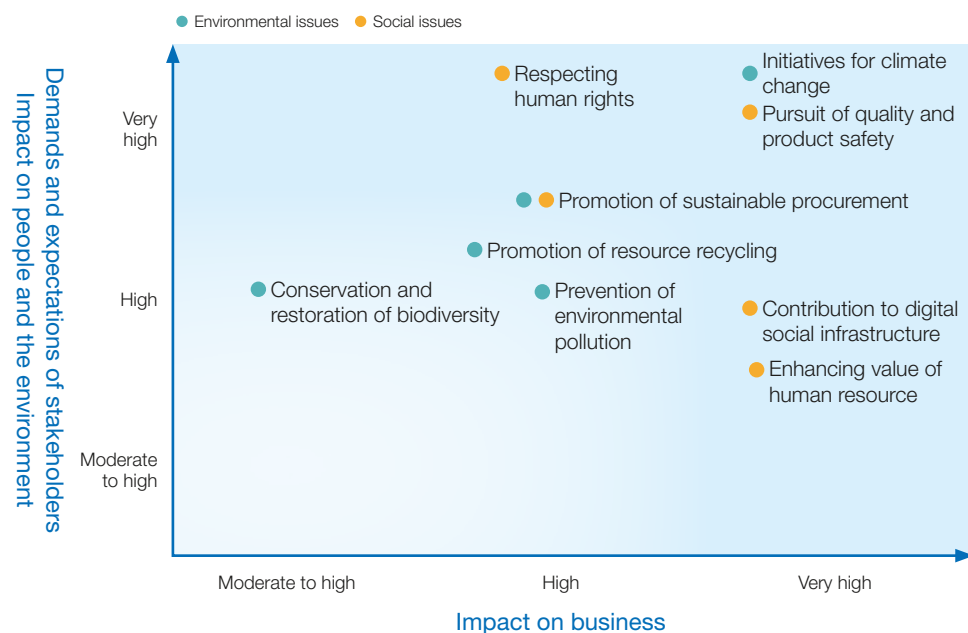 Environmental issues
Social issues
Demands and expectations of stakeholders
Impact on people and the environment
Very
high
High
Moderate
to high
Respecting
human rights
Initiatives for climate
change
Pursuit of quality and
product safety
Promotion of sustainable procurement
Promotion of resource recycling
Conservation and
restoration of biodiversity
Prevention of
environmental
pollution
Contribution to digital
social infrastructure
Enhancing value of
human resource
Moderate to high
High
Very high
Impact on business